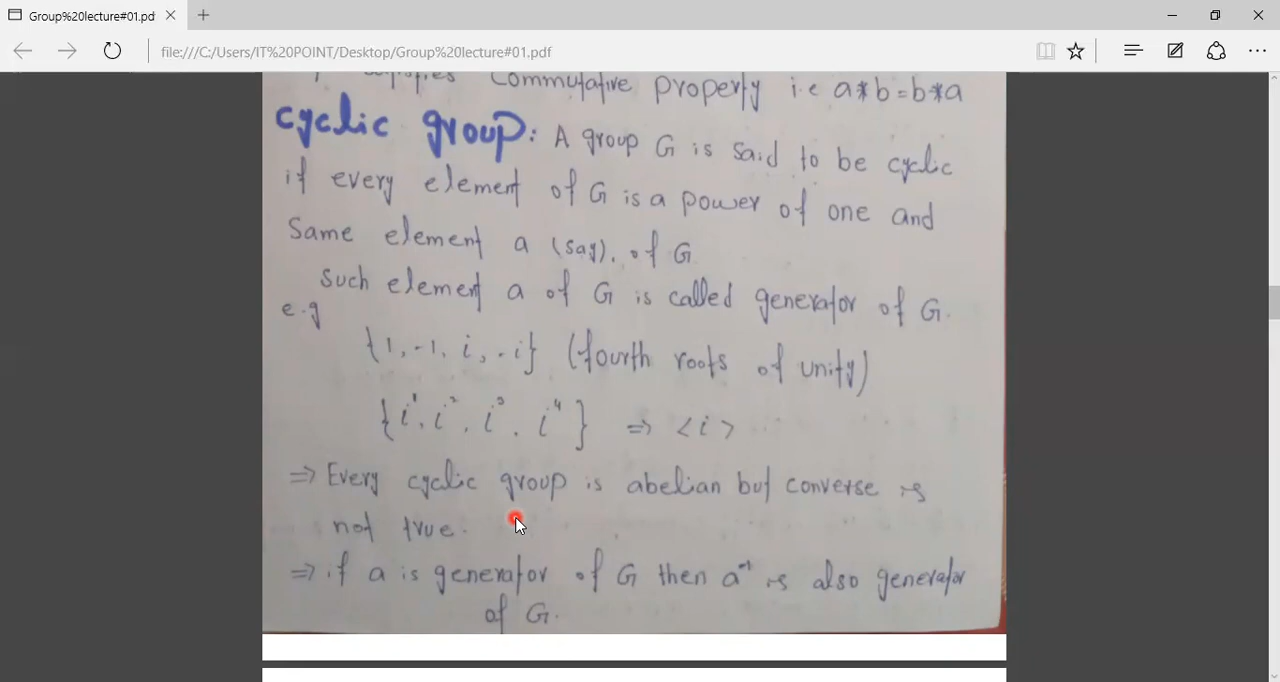 Group%20lecture#01.pd
file:///C:/Users/IT%20POINT/Desktop/Group%20lecture#01.pdf
satisfies Commutative property i.e a*b=b*a
cyclic group: A group G is said to be cyclic
if every element of G is a power of one and
Same element a (say). of G
Such element a of G is called generator of G.
e.g
{1, -1, i, -i} (fourth roots of unity)
{i¹, i², i³, i⁴} => <i>
=> Every cyclic group is abelian but converse is
not true.
=> if a is generator of G then a⁻¹ is also generator
of G.